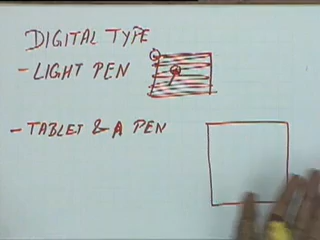 DIGITAL TYPE
- LIGHT PEN
- TABLET & A PEN